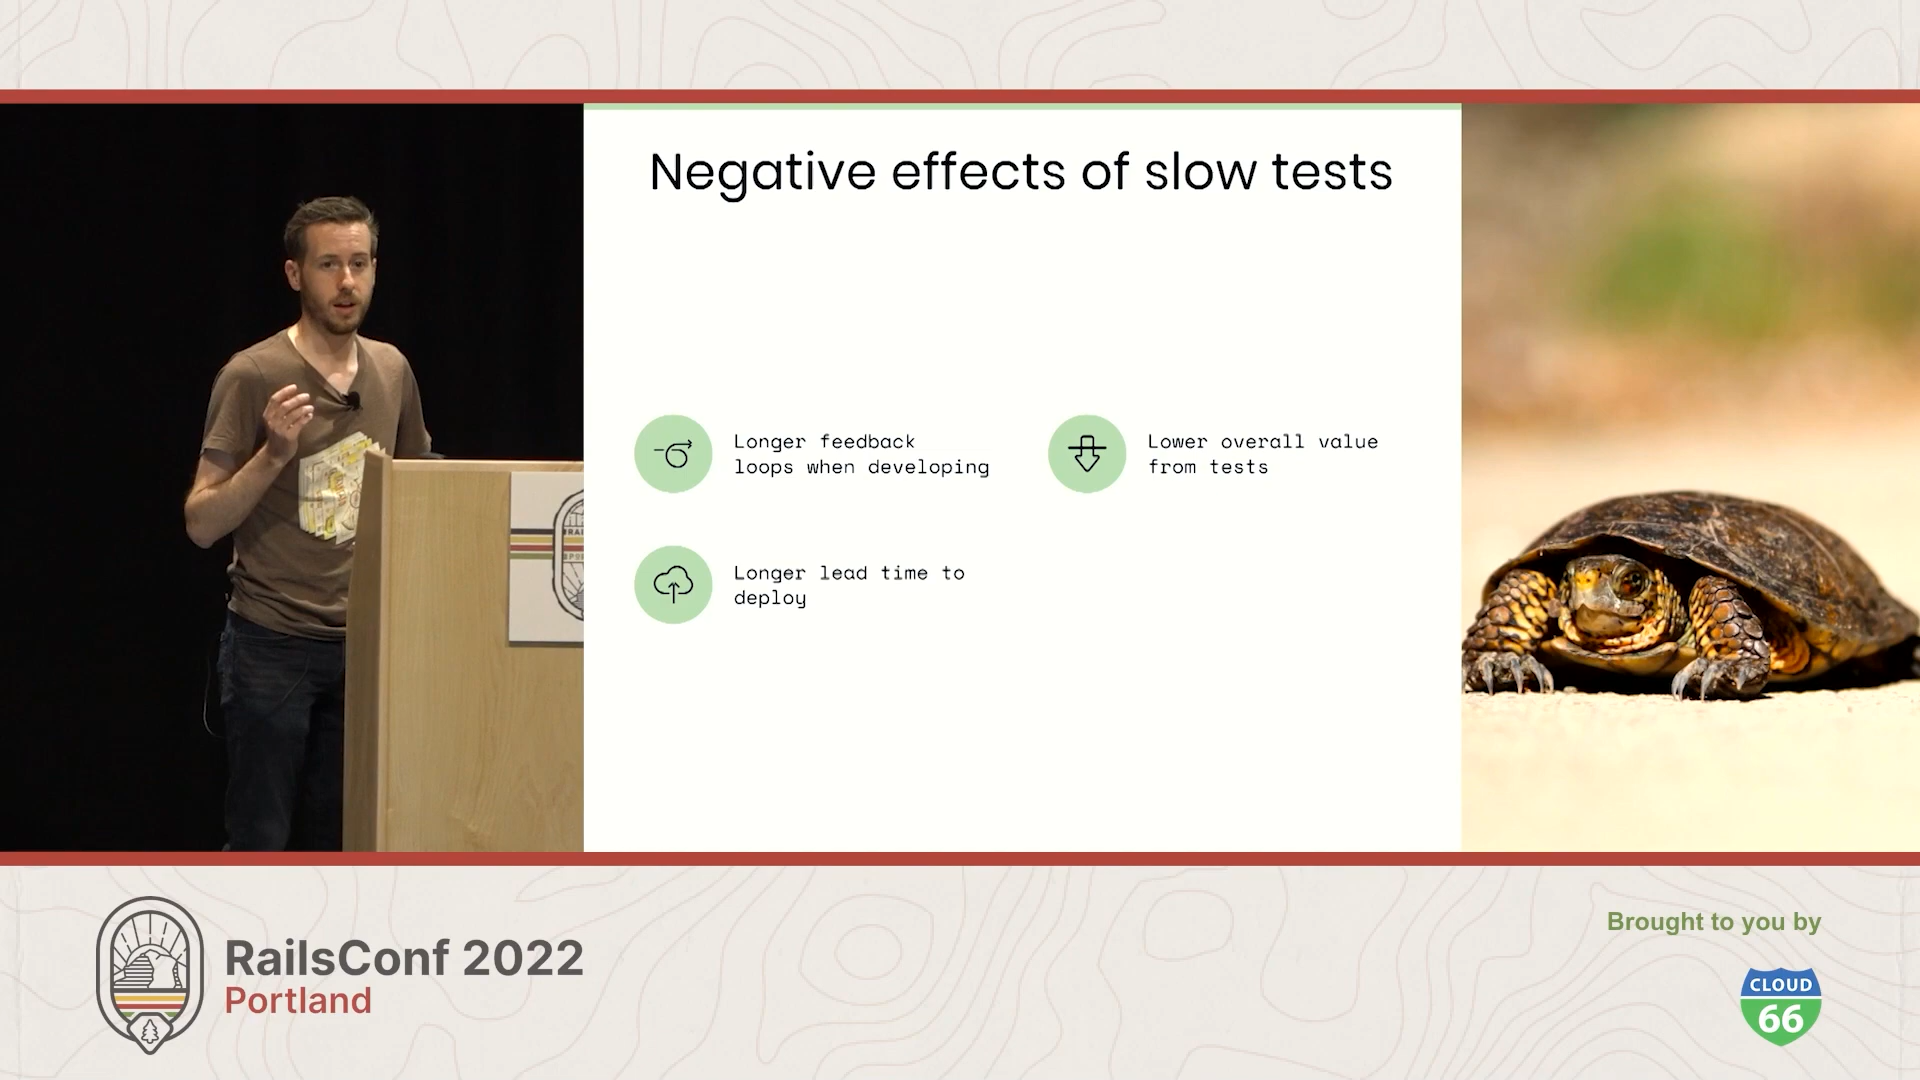 Negative effects of slow tests
Longer feedback
loops when developing
Lower overall value
from tests
Longer lead time to
deploy
RailsConf 2022
Portland
Brought to you by
CLOUD
66